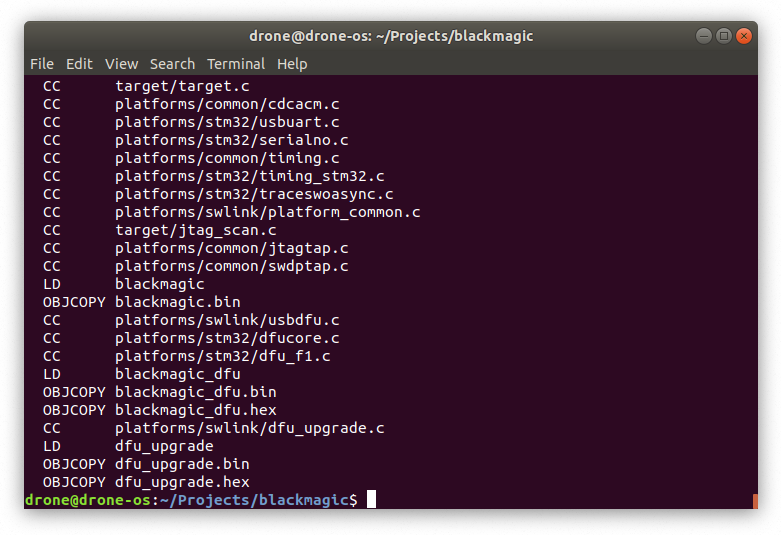 drone@drone-os: ~/Projects/blackmagic
File Edit View Search Terminal Help
CC target/target.c
CC platforms/common/cdcacm.c
CC platforms/stm32/usbuart.c
CC platforms/stm32/serialno.c
CC platforms/common/timing.c
CC platforms/stm32/timing_stm32.c
CC platforms/stm32/traceswoasync.c
CC platforms/swlink/platform_common.c
CC target/jtag_scan.c
CC platforms/common/jtagtap.c
CC platforms/common/swdptap.c
LD blackmagic
OBJCOPY blackmagic.bin
CC platforms/swlink/usbdfu.c
CC platforms/stm32/dfucore.c
CC platforms/stm32/dfu_f1.c
LD blackmagic_dfu
OBJCOPY blackmagic_dfu.bin
OBJCOPY blackmagic_dfu.hex
CC platforms/swlink/dfu_upgrade.c
LD dfu_upgrade
OBJCOPY dfu_upgrade.bin
OBJCOPY dfu_upgrade.hex
drone@drone-os:~/Projects/blackmagic$